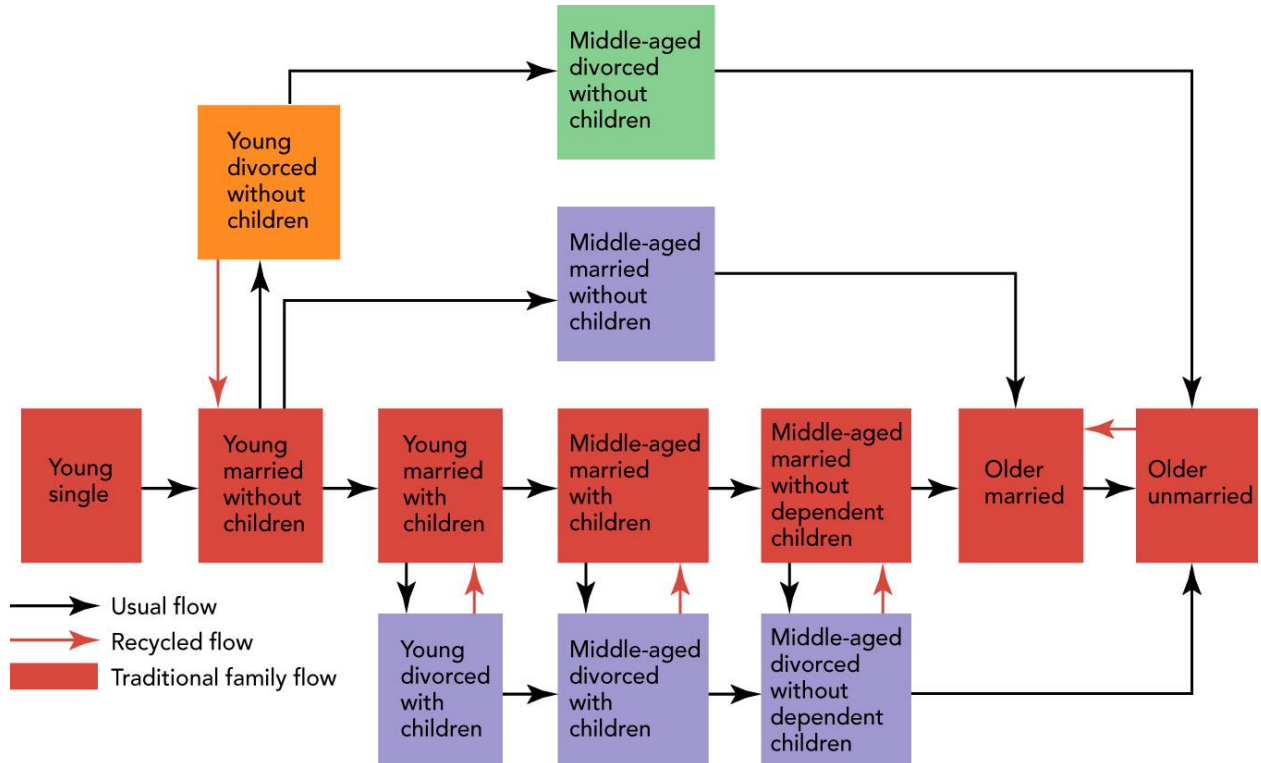 Middle-aged
divorced
without
children
Young
divorced
without
children
Middle-aged
married
without
children
Young
single
Young
married
without
children
Young
married
with
children
Middle-aged
married
with
children
Middle-aged
married
without
dependent
children
Older
married
Older
unmarried
Usual flow
Recycled flow
Traditional family flow
Young
divorced
with
children
Middle-aged
divorced
with
children
Middle-aged
divorced
without
dependent
children